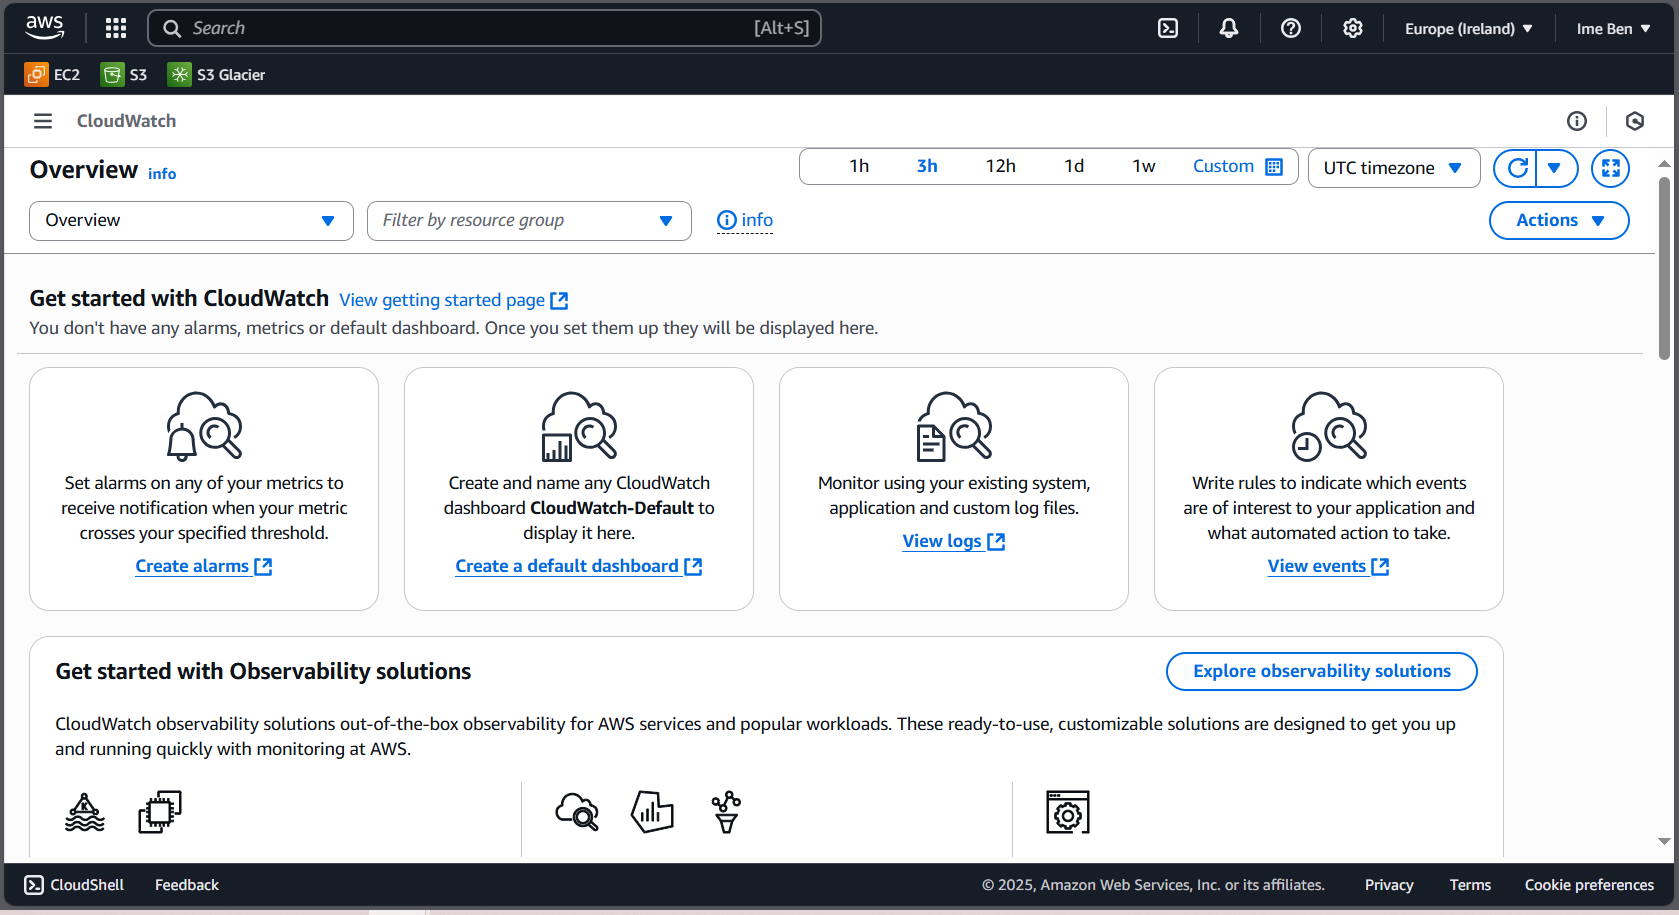 aws
Search [Alt+S]
Europe (Ireland)
Ime Ben
EC2
S3
S3 Glacier
CloudWatch
Overview info
1h 3h 12h 1d 1w Custom
UTC timezone
Overview
Filter by resource group
info
Actions
Get started with CloudWatch View getting started page
You don't have any alarms, metrics or default dashboard. Once you set them up they will be displayed here.
Set alarms on any of your metrics to
receive notification when your metric
crosses your specified threshold.
Create alarms
Create and name any CloudWatch
dashboard CloudWatch-Default to
display it here.
Create a default dashboard
Monitor using your existing system,
application and custom log files.
View logs
Write rules to indicate which events
are of interest to your application and
what automated action to take.
View events
Get started with Observability solutions
Explore observability solutions
CloudWatch observability solutions out-of-the-box observability for AWS services and popular workloads. These ready-to-use, customizable solutions are designed to get you up
and running quickly with monitoring at AWS.
K
CloudShell
Feedback
© 2025, Amazon Web Services, Inc. or its affiliates.
Privacy
Terms
Cookie preferences